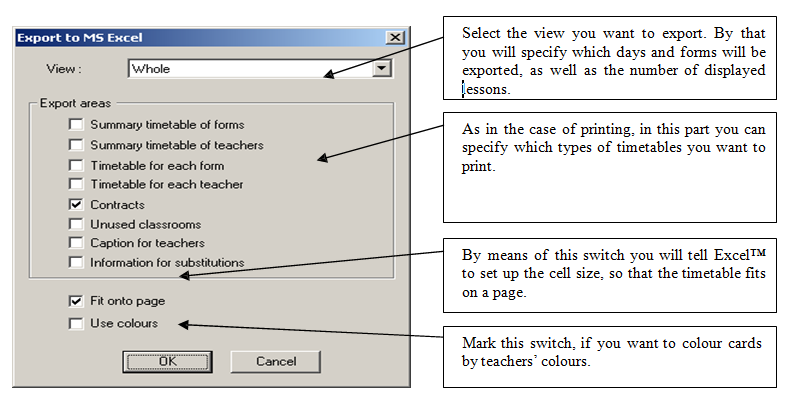 Export to MS Excel
View :
Whole
Export areas
Summary timetable of forms
Summary timetable of teachers
Timetable for each form
Timetable for each teacher
Contracts
Unused classrooms
Caption for teachers
Information for substitutions
Fit onto page
Use colours
OK
Cancel
Select the view you want to export. By that
you will specify which days and forms will be
exported, as well as the number of displayed
lessons.
As in the case of printing, in this part you can
specify which types of timetables you want to
print.
By means of this switch you will tell Excel™
to set up the cell size, so that the timetable fits
on a page.
Mark this switch, if you want to colour cards
by teachers’ colours.